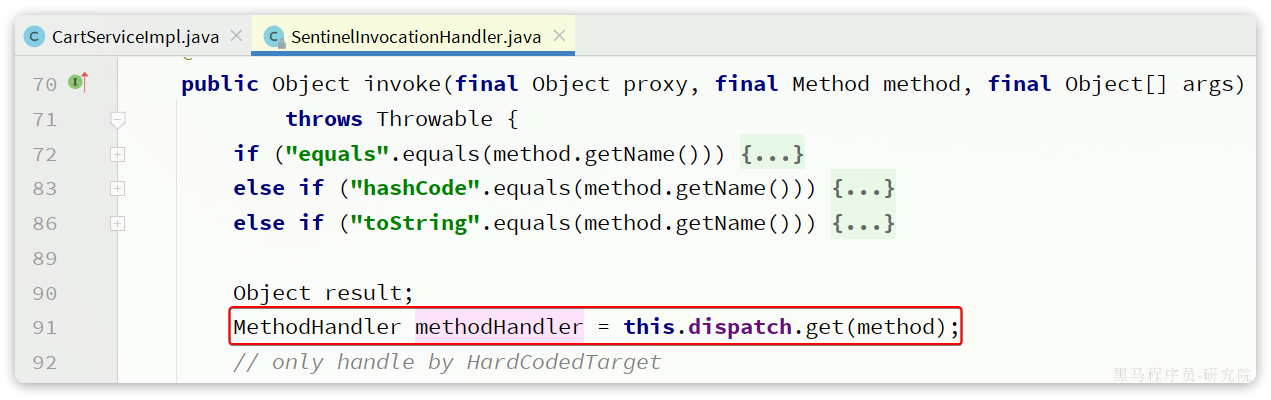 CartServiceImpl.java SentinelInvocationHandler.java
70 public Object invoke(final Object proxy, final Method method, final Object[] args)
71 throws Throwable {
72 if ("equals".equals(method.getName())) {...}
83 else if ("hashCode".equals(method.getName())) {...}
86 else if ("toString".equals(method.getName())) {...}
89
90 Object result;
91 MethodHandler methodHandler = this.dispatch.get(method);
92 // only handle by HardCodedTarget
黑马程序员-研究院